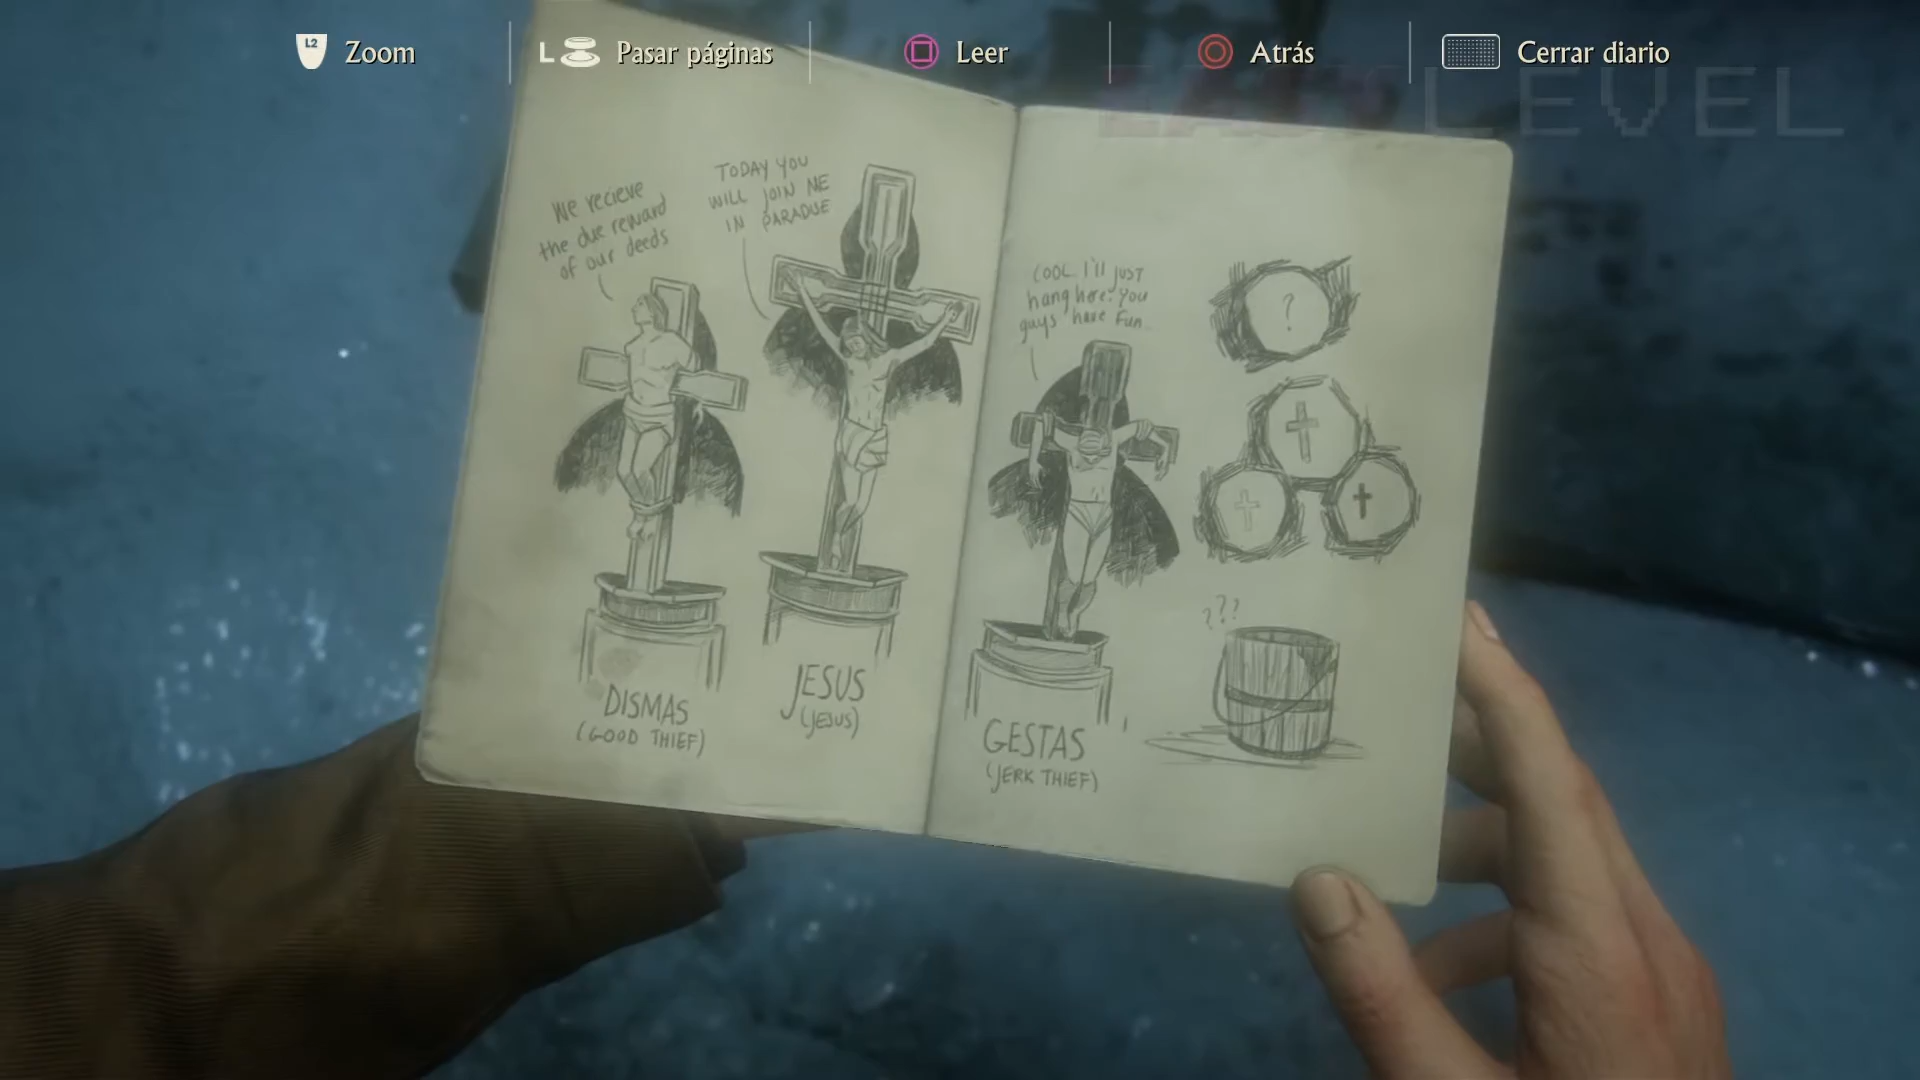 L2 Zoom
L Pasar páginas
Leer
Atrás
Cerrar diario
LEVEL
We recieve
the due reward
of our deeds
TODAY YOU
WILL JOIN ME
IN PARADISE
COOL. I'll JUST
hang here. You
guys have fun.
?
DISMAS
(GOOD THIEF)
JESUS
(JESUS)
GESTAS
(JERK THIEF)
???